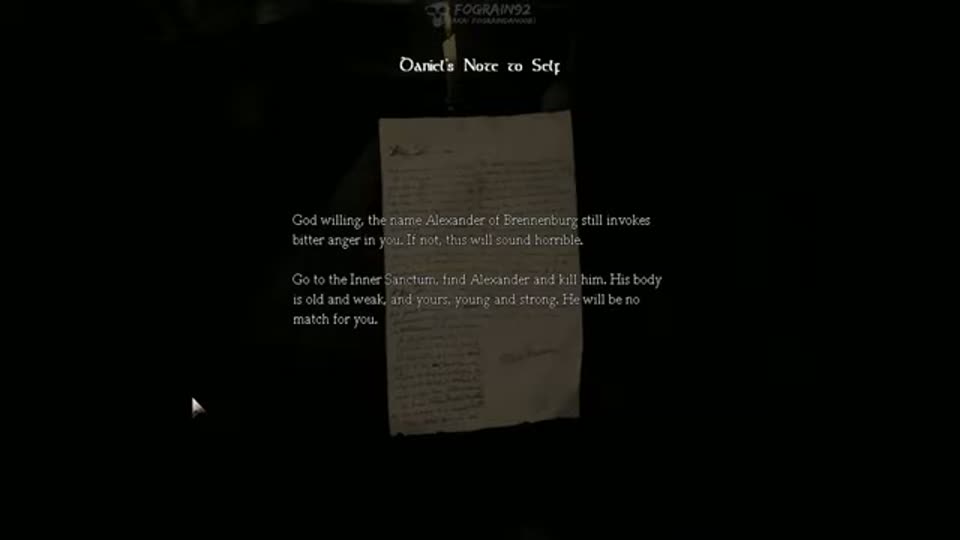 FOGRAIN92
Daniel's Note to Self
God willing, the name Alexander of Brennenburg still invokes
bitter anger in you. If not, this will sound horrible.
Go to the Inner Sanctum, find Alexander and kill him. His body
is old and weak, and yours, young and strong. He will be no
match for you.